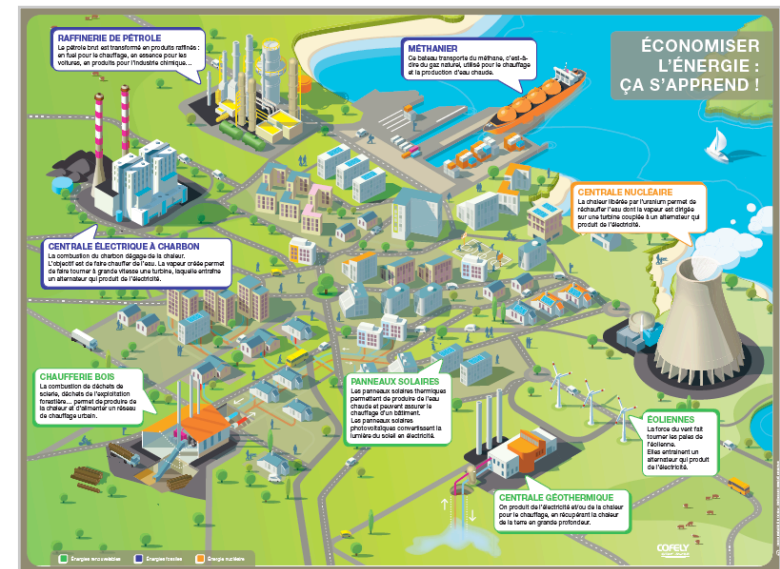 RAFFINERIE DE PÉTROLE
Le pétrole brut est transformé en produits raffinés :
en fuel pour le chauffage, en essence pour les
voitures, en produits pour l'industrie chimique...
MÉTHANIER
Ce bateau transporte du méthane, c'est-à-
dire du gaz naturel, utilisé pour le chauffage
et la production d'eau chaude.
ÉCONOMISER
L'ÉNERGIE :
ÇA S'APPREND !
CENTRALE NUCLÉAIRE
La chaleur libérée par l'uranium permet de
réchauffer l'eau dont la vapeur est dirigée
sur une turbine couplée à un alternateur qui
produit de l'électricité.
CENTRALE ÉLECTRIQUE À CHARBON
La combustion du charbon dégage de la chaleur.
L'objectif est de faire chauffer de l'eau. La vapeur créée permet
de faire tourner à grande vitesse une turbine, laquelle entraîne
un alternateur qui produit de l'électricité.
CHAUFFERIE BOIS
La combustion de déchets de
scierie, déchets de l'exploitation
forestière... permet de produire de
la chaleur et d'alimenter un réseau
de chauffage urbain.
PANNEAUX SOLAIRES
Les panneaux solaires thermiques
permettent de produire de l'eau
chaude et peuvent assurer le
chauffage d'un bâtiment.
Les panneaux solaires
photovoltaïques convertissent la
lumière du soleil en électricité.
ÉOLIENNES
La force du vent fait
tourner les pales de
l'éolienne.
Elles entraînent un
alternateur qui produit
de l'électricité.
CENTRALE GÉOTHERMIQUE
On produit de l'électricité et/ou de la chaleur
pour le chauffage, en récupérant la chaleur
de la terre en grande profondeur.
Énergies renouvelables
Énergies fossiles
Énergie nucléaire
COFELY